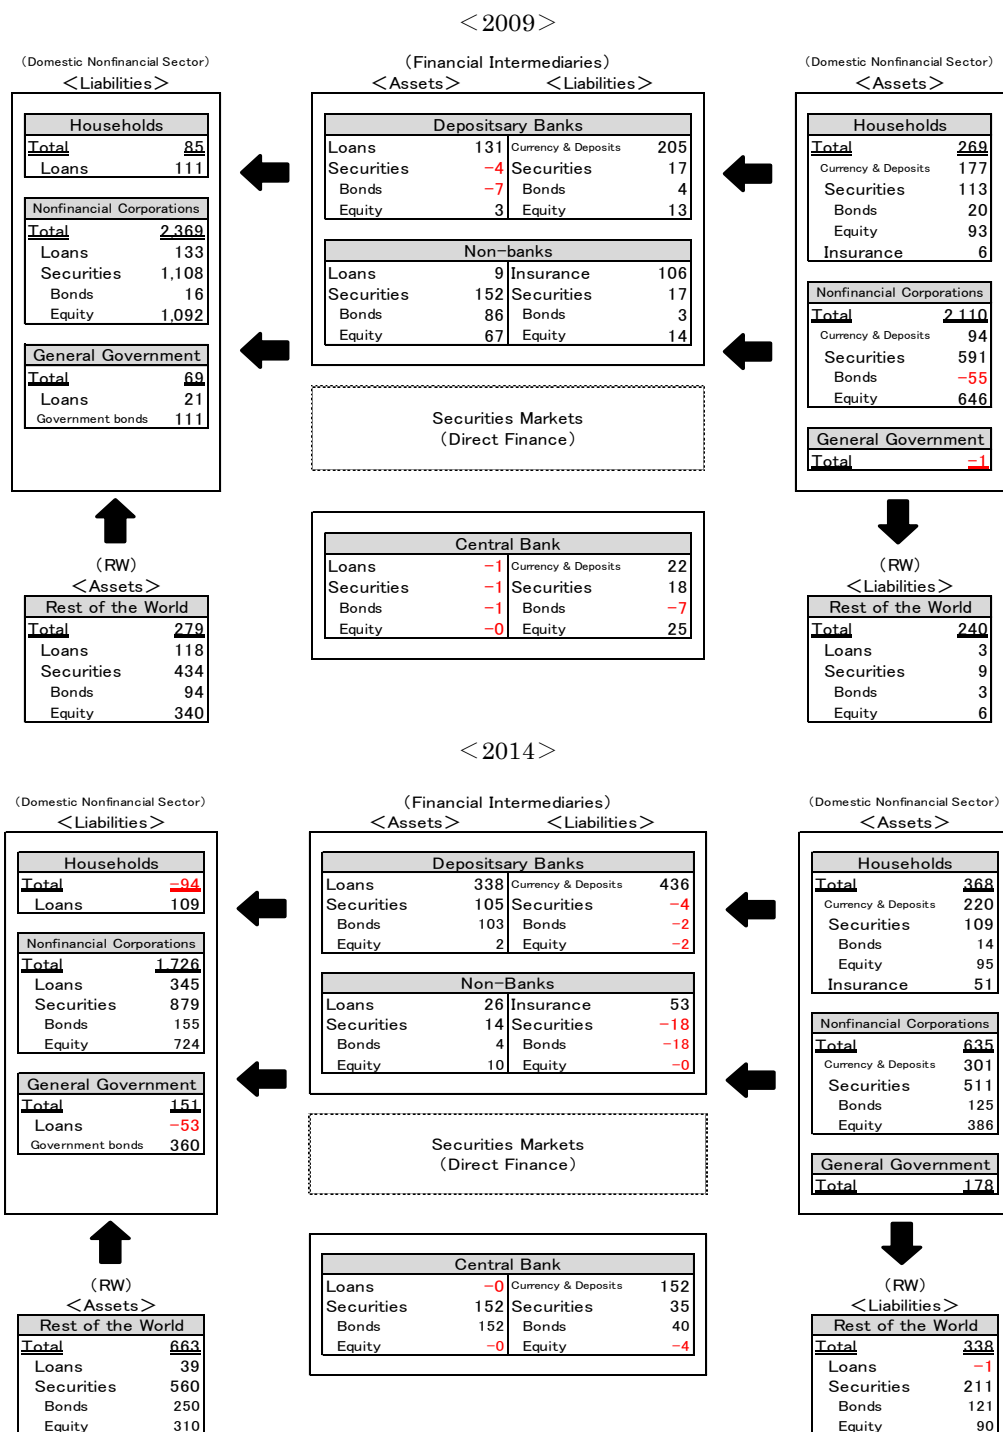 <2009>
(Domestic Nonfinancial Sector)
<Liabilities>
Households
Total 85
Loans 111
Nonfinancial Corporations
Total 2,369
Loans 133
Securities 1,108
Bonds 16
Equity 1,092
General Government
Total 69
Loans 21
Government bonds 111
(RW)
<Assets>
Rest of the World
Total 279
Loans 118
Securities 434
Bonds 94
Equity 340
(Financial Intermediaries)
<Assets> <Liabilities>
Depositsary Banks
Loans 131 Currency & Deposits 205
Securities -4 Securities 17
Bonds -7 Bonds 4
Equity 3 Equity 13
Non-banks
Loans 9 Insurance 106
Securities 152 Securities 17
Bonds 86 Bonds 3
Equity 67 Equity 14
Securities Markets
(Direct Finance)
Central Bank
Loans -1 Currency & Deposits 22
Securities -1 Securities 18
Bonds -1 Bonds -7
Equity -0 Equity 25
(Domestic Nonfinancial Sector)
<Assets>
Households
Total 269
Currency & Deposits 177
Securities 113
Bonds 20
Equity 93
Insurance 6
Nonfinancial Corporations
Total 2,110
Currency & Deposits 94
Securities 591
Bonds -55
Equity 646
General Government
Total -1
(RW)
<Liabilities>
Rest of the World
Total 240
Loans 3
Securities 9
Bonds 3
Equity 6
<2014>
(Domestic Nonfinancial Sector)
<Liabilities>
Households
Total -94
Loans 109
Nonfinancial Corporations
Total 1,726
Loans 345
Securities 879
Bonds 155
Equity 724
General Government
Total 151
Loans -53
Government bonds 360
(RW)
<Assets>
Rest of the World
Total 663
Loans 39
Securities 560
Bonds 250
Equity 310
(Financial Intermediaries)
<Assets> <Liabilities>
Depositsary Banks
Loans 338 Currency & Deposits 436
Securities 105 Securities -4
Bonds 103 Bonds -2
Equity 2 Equity -2
Non-Banks
Loans 26 Insurance 53
Securities 14 Securities -18
Bonds 4 Bonds -18
Equity 10 Equity -0
Securities Markets
(Direct Finance)
Central Bank
Loans -0 Currency & Deposits 152
Securities 152 Securities 35
Bonds 152 Bonds 40
Equity -0 Equity -4
(Domestic Nonfinancial Sector)
<Assets>
Households
Total 368
Currency & Deposits 220
Securities 109
Bonds 14
Equity 95
Insurance 51
Nonfinancial Corporations
Total 635
Currency & Deposits 301
Securities 511
Bonds 125
Equity 386
General Government
Total 178
(RW)
<Liabilities>
Rest of the World
Total 338
Loans -1
Securities 211
Bonds 121
Equity 90